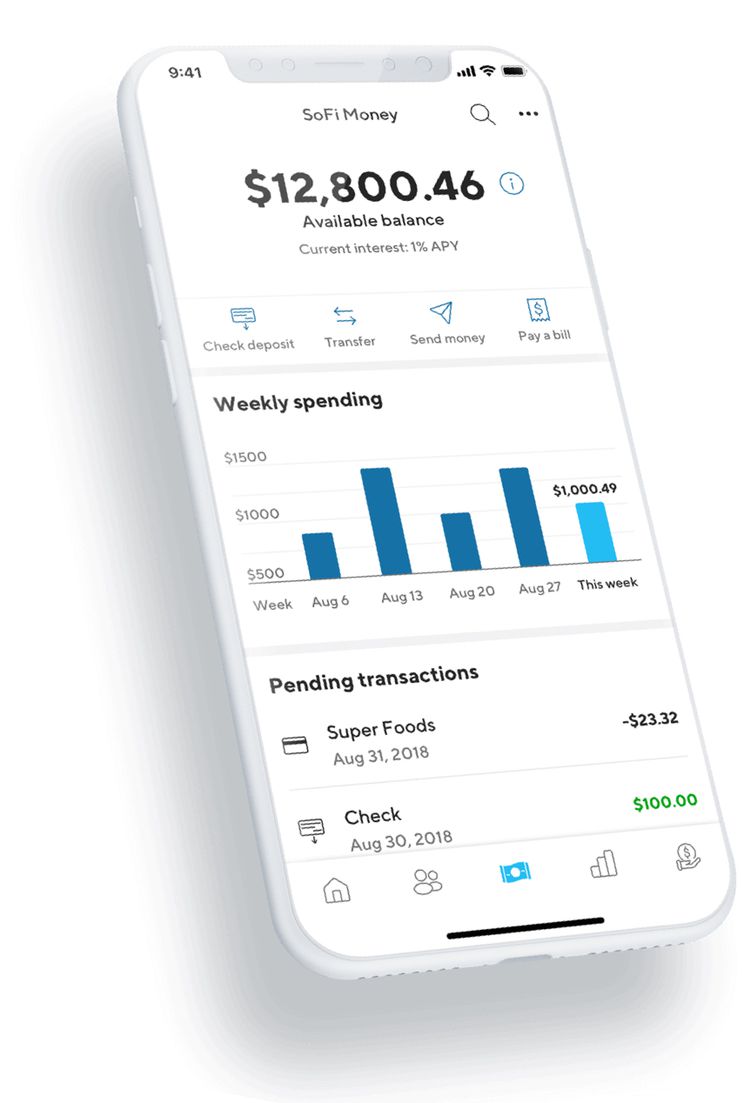 9:41
SoFi Money
$12,800.46
Available balance
Current interest: 1% APY
Check deposit Transfer Send money Pay a bill
Weekly spending
$1500
$1,000.49
$1000
$500
Week Aug 6 Aug 13 Aug 20 Aug 27 This week
Pending transactions
Super Foods -$23.32
Aug 31, 2018
Check $100.00
Aug 30, 2018